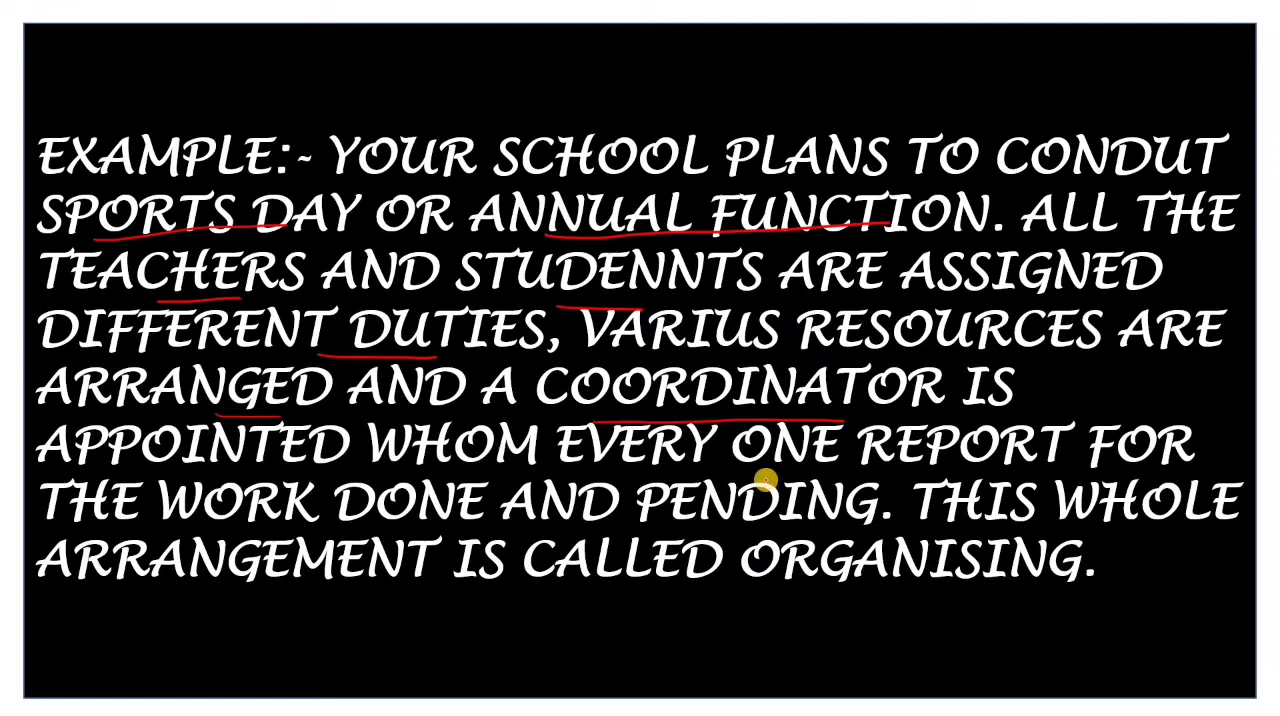 EXAMPLE:- YOUR SCHOOL PLANS TO CONDUT
SPORTS DAY OR ANNUAL FUNCTION. ALL THE
TEACHERS AND STUDENNTS ARE ASSIGNED
DIFFERENT DUTIES, VARIUS RESOURCES ARE
ARRANGED AND A COORDINATOR IS
APPOINTED WHOM EVERY ONE REPORT FOR
THE WORK DONE AND PENDING. THIS WHOLE
ARRANGEMENT IS CALLED ORGANISING.